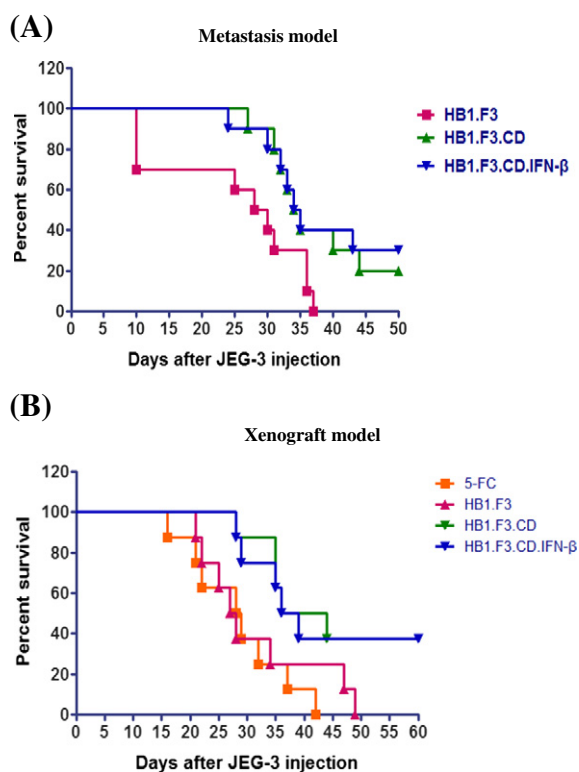 (A)
Metastasis model
120
100
80
60
40
20
0
Percent survival
0 5 10 15 20 25 30 35 40 45 50
Days after JEG-3 injection
HB1.F3
HB1.F3.CD
HB1.F3.CD.IFN-β
(B)
Xenograft model
120
100
80
60
40
20
0
Percent survival
0 5 10 15 20 25 30 35 40 45 50 55 60
Days after JEG-3 injection
5-FC
HB1.F3
HB1.F3.CD
HB1.F3.CD.IFN-β